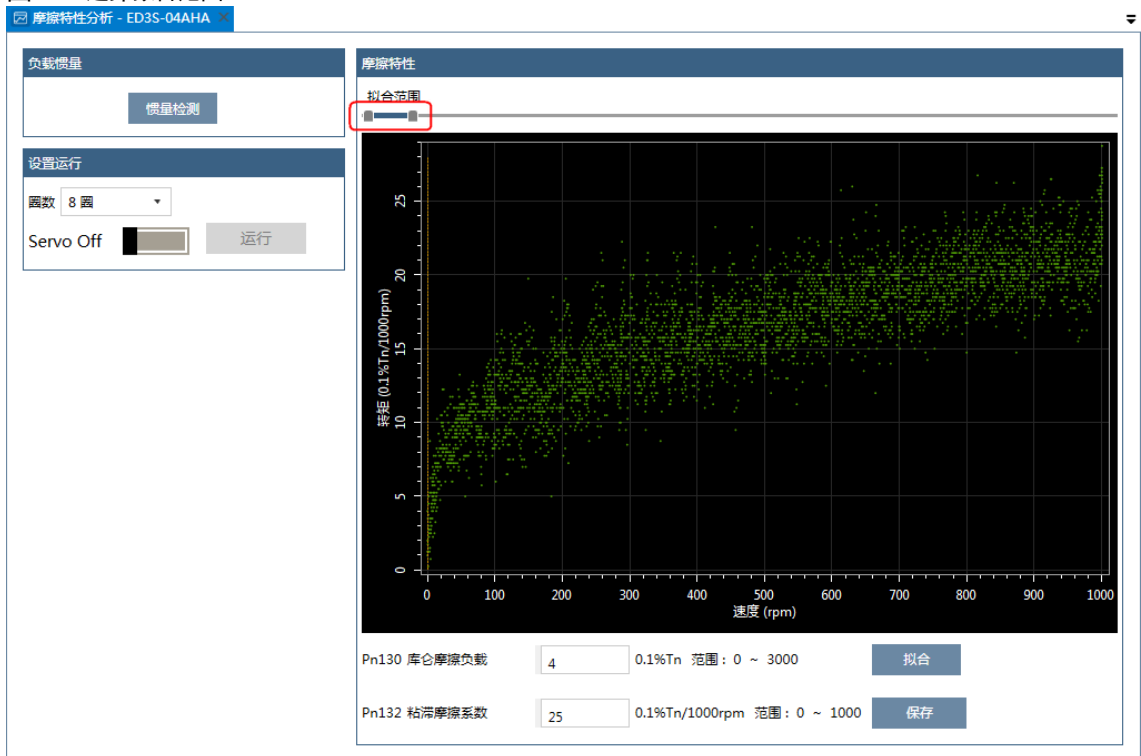 摩擦特性分析 - ED3S-04AHA
负载惯量
惯量检测
设置运行
圈数 8 圈
Servo Off 运行
摩擦特性
拟合范围
转矩 (0.1%Tn/1000rpm)
25
20
15
10
5
0
0 100 200 300 400 500 600 700 800 900 1000
速度 (rpm)
Pn130 库仑摩擦负载 4 0.1%Tn 范围：0 ~ 3000 拟合
Pn132 粘滞摩擦系数 25 0.1%Tn/1000rpm 范围：0 ~ 1000 保存